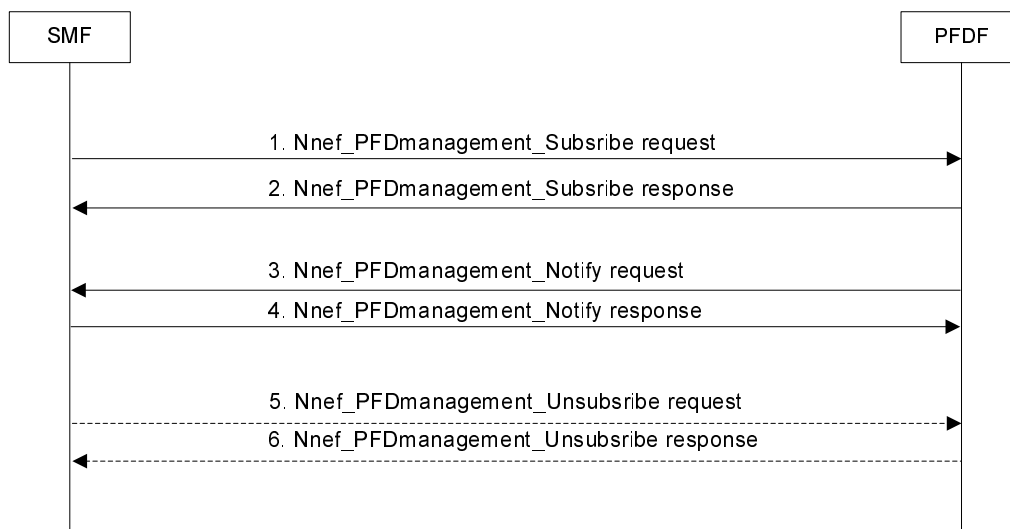 SMF
PFDF
1. Nnef_PFDmanagement_Subsribe request
2. Nnef_PFDmanagement_Subsribe response
3. Nnef_PFDmanagement_Notify request
4. Nnef_PFDmanagement_Notify response
5. Nnef_PFDmanagement_Unsubsribe request
6. Nnef_PFDmanagement_Unsubsribe response